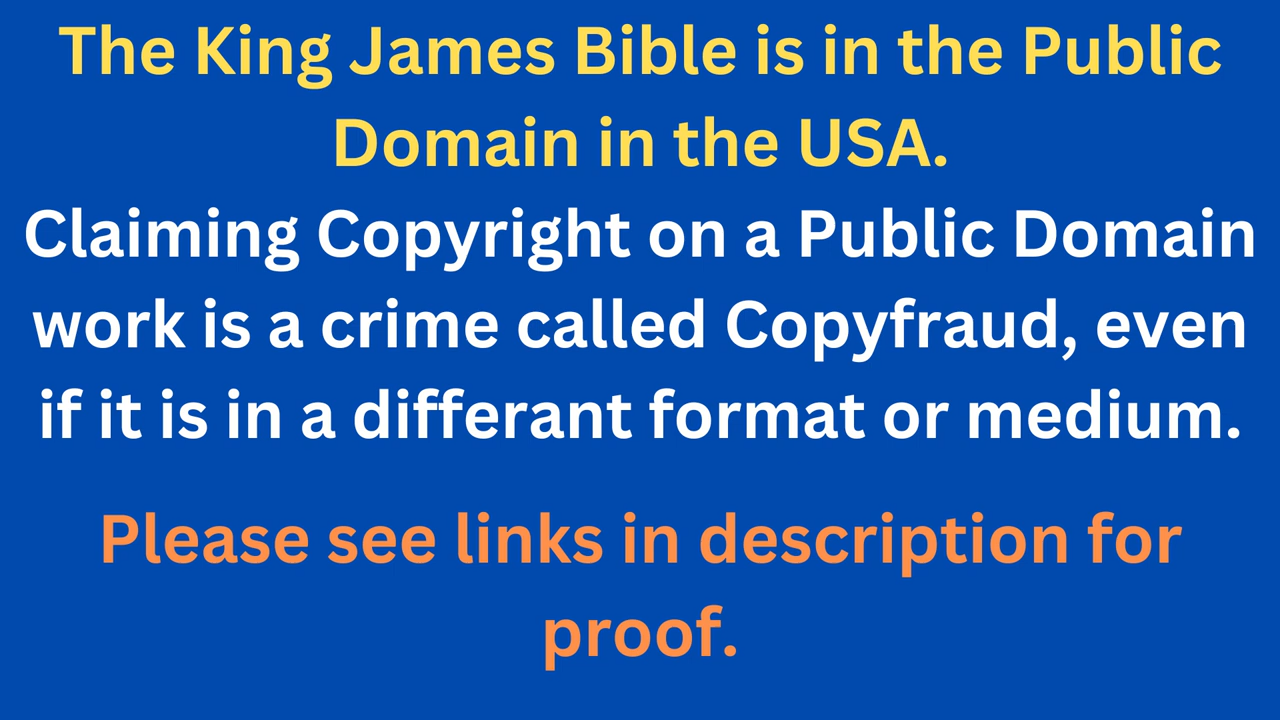 The King James Bible is in the Public
Domain in the USA.
Claiming Copyright on a Public Domain
work is a crime called Copyfraud, even
if it is in a differant format or medium.
Please see links in description for
proof.